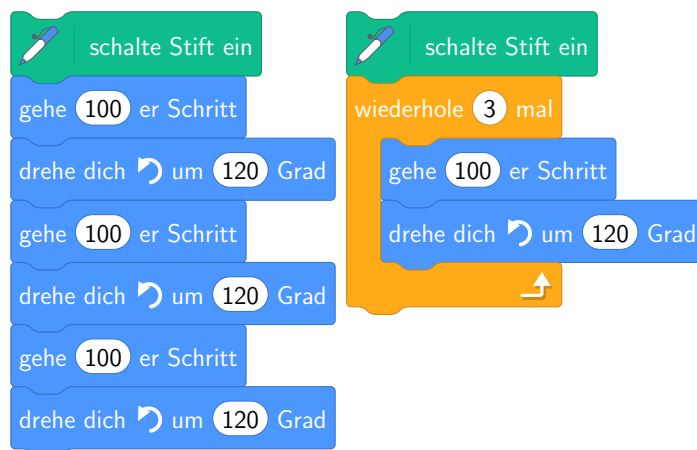 schalte Stift ein
gehe 100 er Schritt
drehe dich um 120 Grad
gehe 100 er Schritt
drehe dich um 120 Grad
gehe 100 er Schritt
drehe dich um 120 Grad
schalte Stift ein
wiederhole 3 mal
gehe 100 er Schritt
drehe dich um 120 Grad